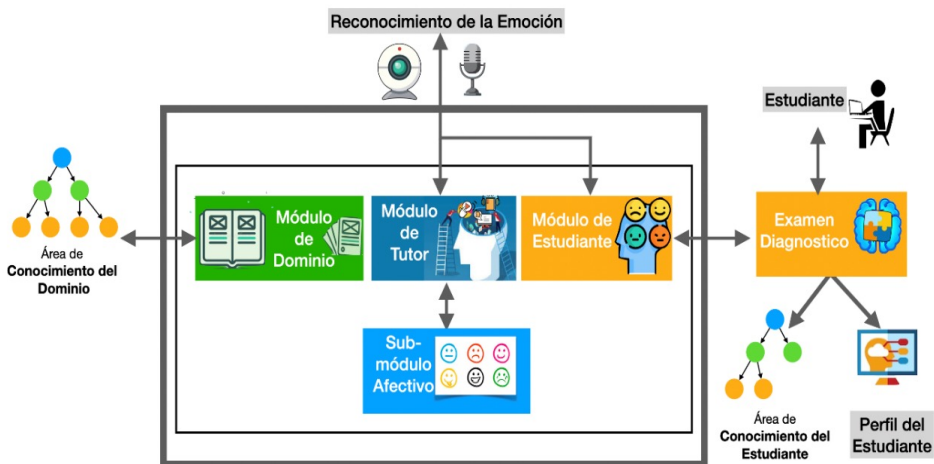 Reconocimiento de la Emoción
Estudiante
Módulo
de
Dominio
Módulo
de
Tutor
Módulo de
Estudiante
Examen
Diagnostico
Área de
Conocimiento del
Dominio
Sub-
módulo
Afectivo
Área de
Conocimiento del
Estudiante
Perfil del
Estudiante